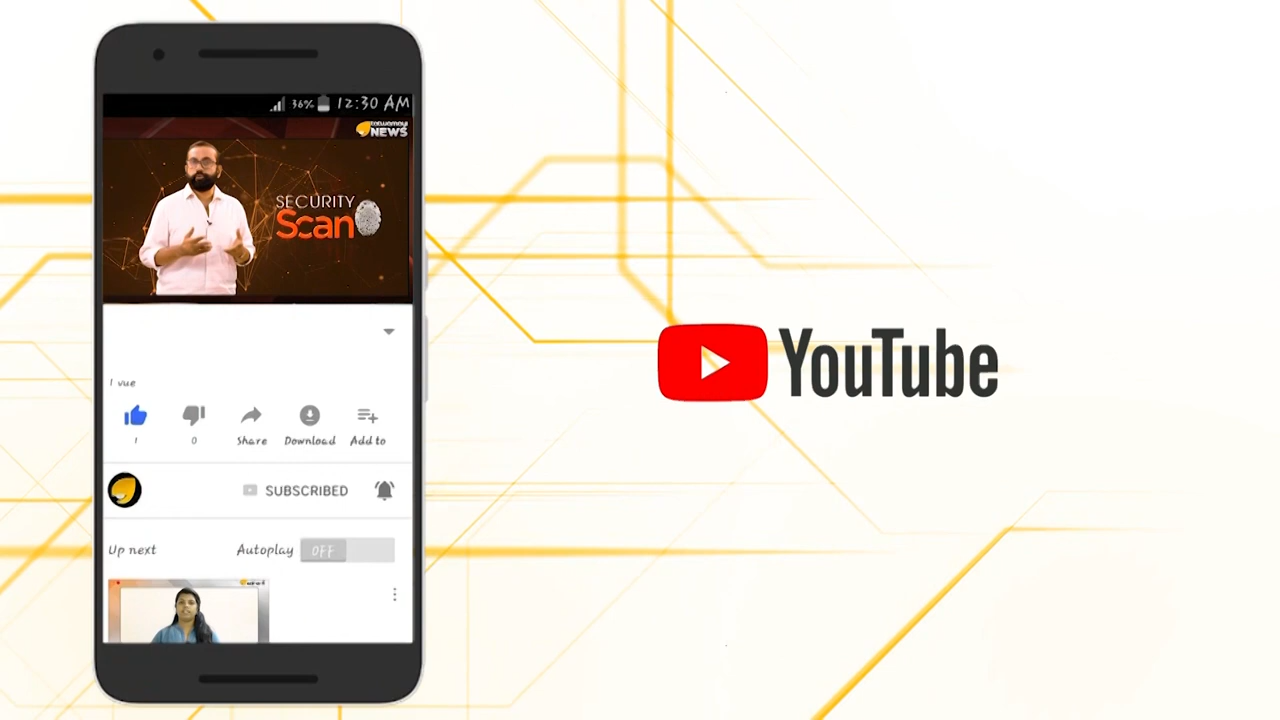 36% 12:30 AM
tatwamayi
NEWS
SECURITY
Scan
1 vue
1
0
Share
Download
Add to
SUBSCRIBED
Up next
Autoplay
OFF
YouTube